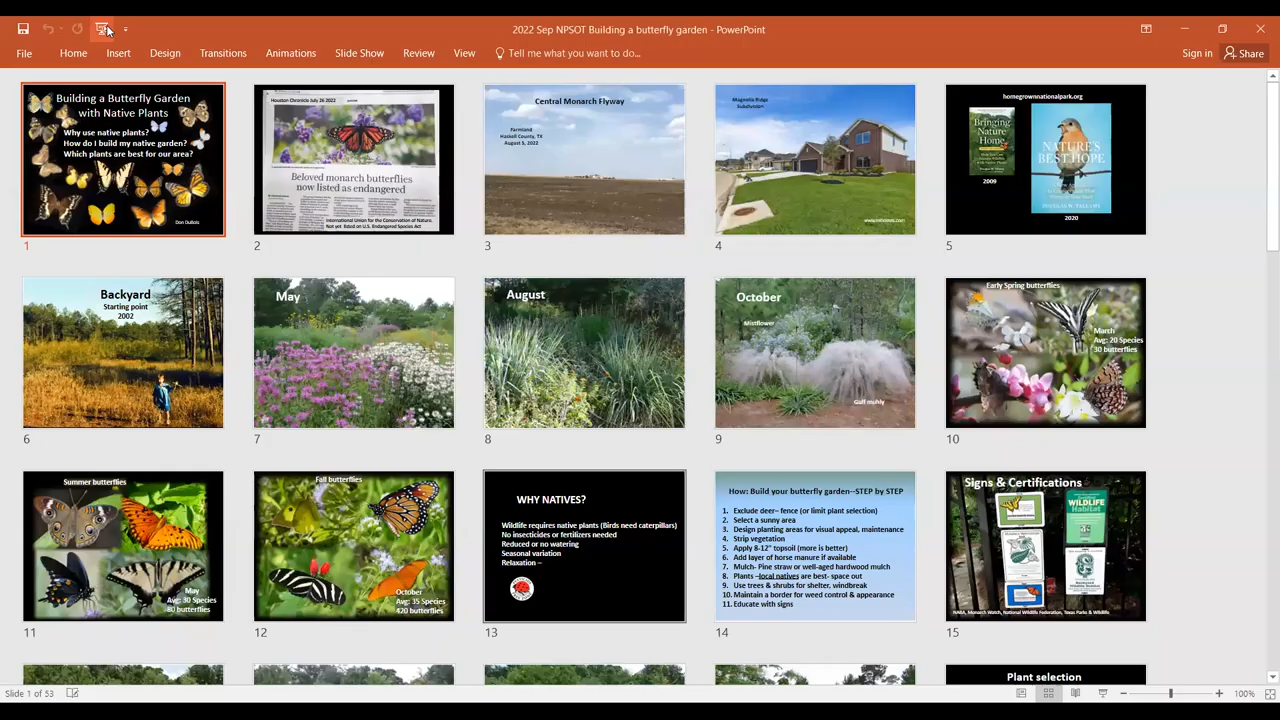 2022 Sep NPSOT Building a butterfly garden - PowerPoint
File Home Insert Design Transitions Animations Slide Show Review View Tell me what you want to do... Sign in Share
Building a Butterfly Garden
with Native Plants
Why use native plants?
How do I build my native garden?
Which plants are best for our area?
Don DuBois
1
Houston Chronicle July 26 2022
Beloved monarch butterflies
now listed as endangered
International Union for the Conservation of Nature.
Not yet listed on U.S. Endangered Species Act
2
Central Monarch Flyway
Farmland
Haskell County, TX
August 5, 2022
3
Magnolia Ridge
Subdivision
4
homegrownnationalpark.org
Bringing
Nature
Home
2009
NATURE'S
BEST HOPE
2020
5
Backyard
Starting point
2002
6
May
7
August
8
October
Mistflower
Gulf muhly
9
Early Spring butterflies
March
Avg: 20 Species
30 butterflies
10
Summer butterflies
May
Avg: 30 Species
80 butterflies
11
Fall butterflies
October
Avg: 35 Species
420 butterflies
12
WHY NATIVES?
Wildlife requires native plants (Birds need caterpillars)
No insecticides or fertilizers needed
Reduced or no watering
Seasonal variation
Relaxation –
13
How: Build your butterfly garden--STEP by STEP
1. Exclude deer– fence (or limit plant selection)
2. Select a sunny area
3. Design planting areas for visual appeal, maintenance
4. Strip vegetation
5. Apply 8-12" topsoil (more is better)
6. Add layer of horse manure if available
7. Mulch- Pine straw or well-aged hardwood mulch
8. Plants –local natives are best- space out
9. Use trees & shrubs for shelter, windbreak
10. Maintain a border for weed control & appearance
11. Educate with signs
14
Signs & Certifications
WILDLIFE
HABITAT
NABA, Monarch Watch, National Wildlife Federation, Texas Parks & Wildlife
15
Plant selection
Slide 1 of 53
100%